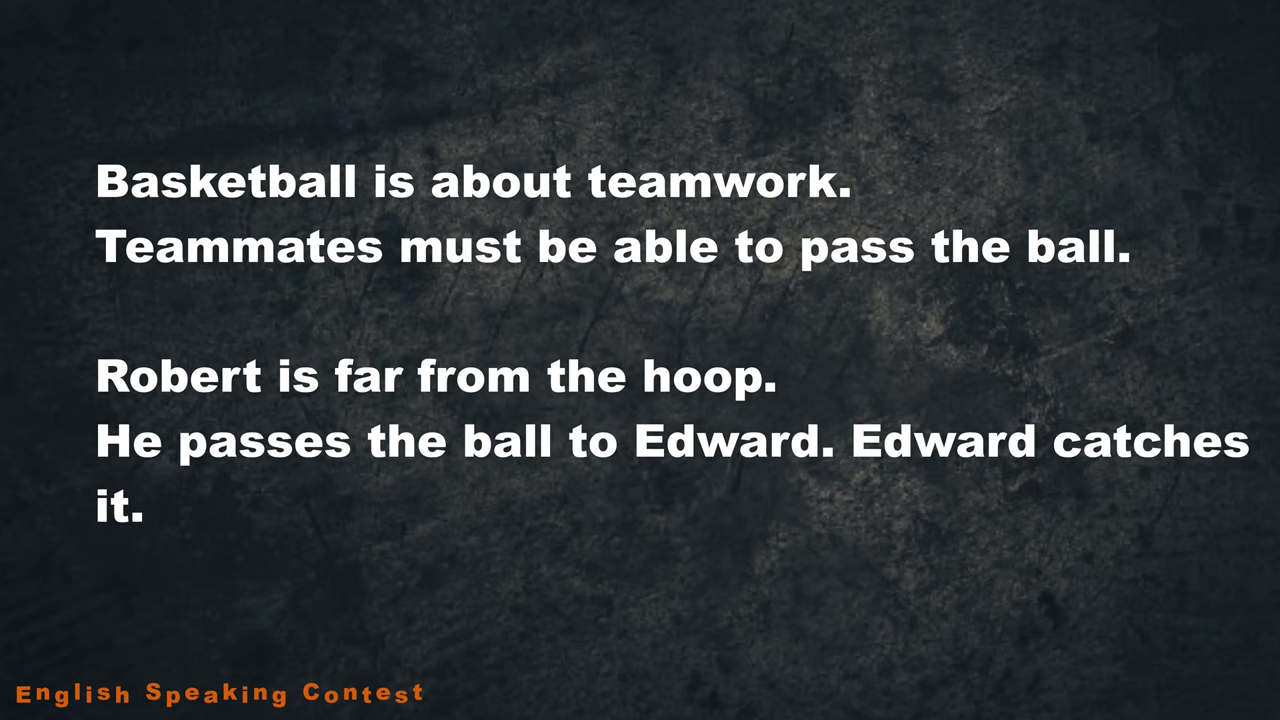 Basketball is about teamwork.
Teammates must be able to pass the ball.
Robert is far from the hoop.
He passes the ball to Edward. Edward catches
it.
English Speaking Contest